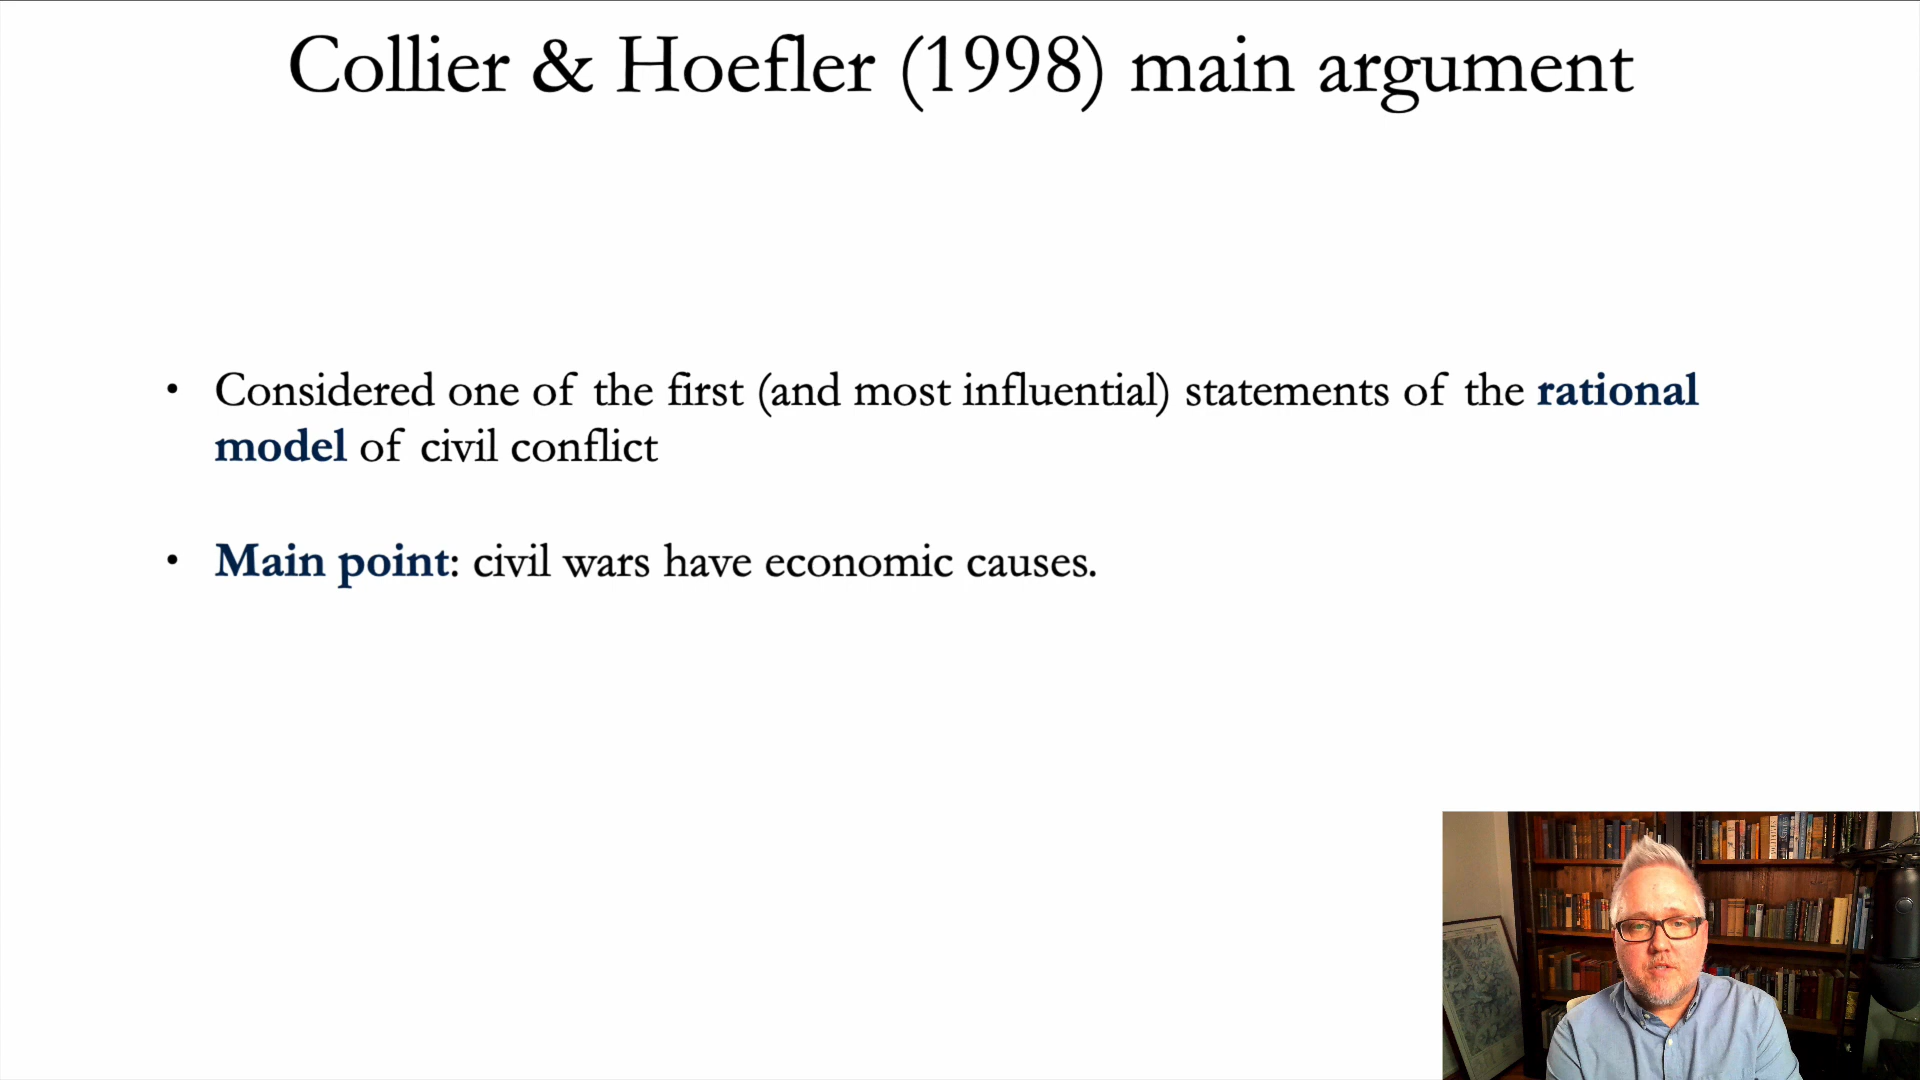 Collier & Hoefler (1998) main argument
• Considered one of the first (and most influential) statements of the rational
model of civil conflict
• Main point: civil wars have economic causes.